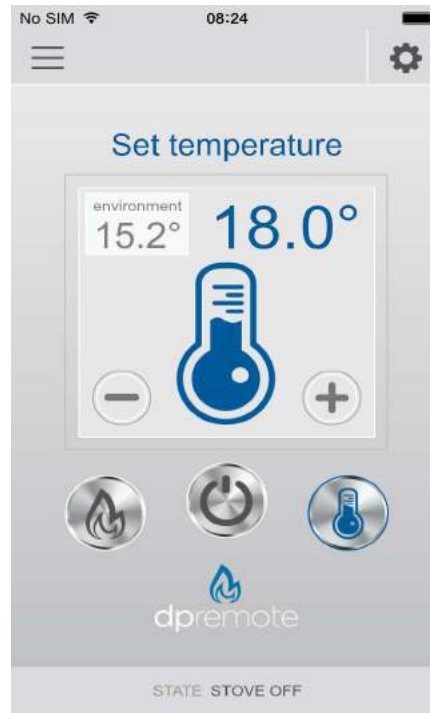 No SIM 08:24
Set temperature
environment
15.2° 18.0°
dpremote
STATE STOVE OFF